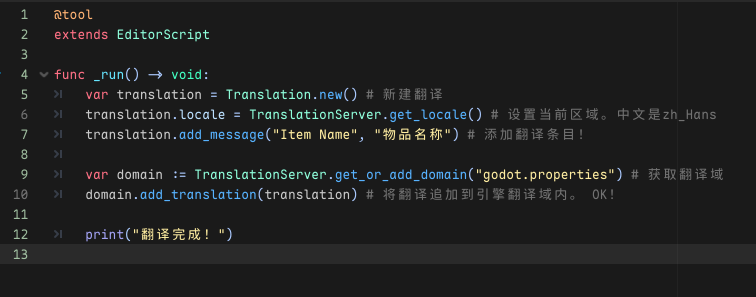 1 @tool
2 extends EditorScript
3
4 func _run() -> void:
5 var translation = Translation.new() # 新建翻译
6 translation.locale = TranslationServer.get_locale() # 设置当前区域。中文是zh_Hans
7 translation.add_message("Item Name", "物品名称") # 添加翻译条目!
8
9 var domain := TranslationServer.get_or_add_domain("godot.properties") # 获取翻译域
10 domain.add_translation(translation) # 将翻译追加到引擎翻译域内。 OK!
11
12 print("翻译完成! ")
13